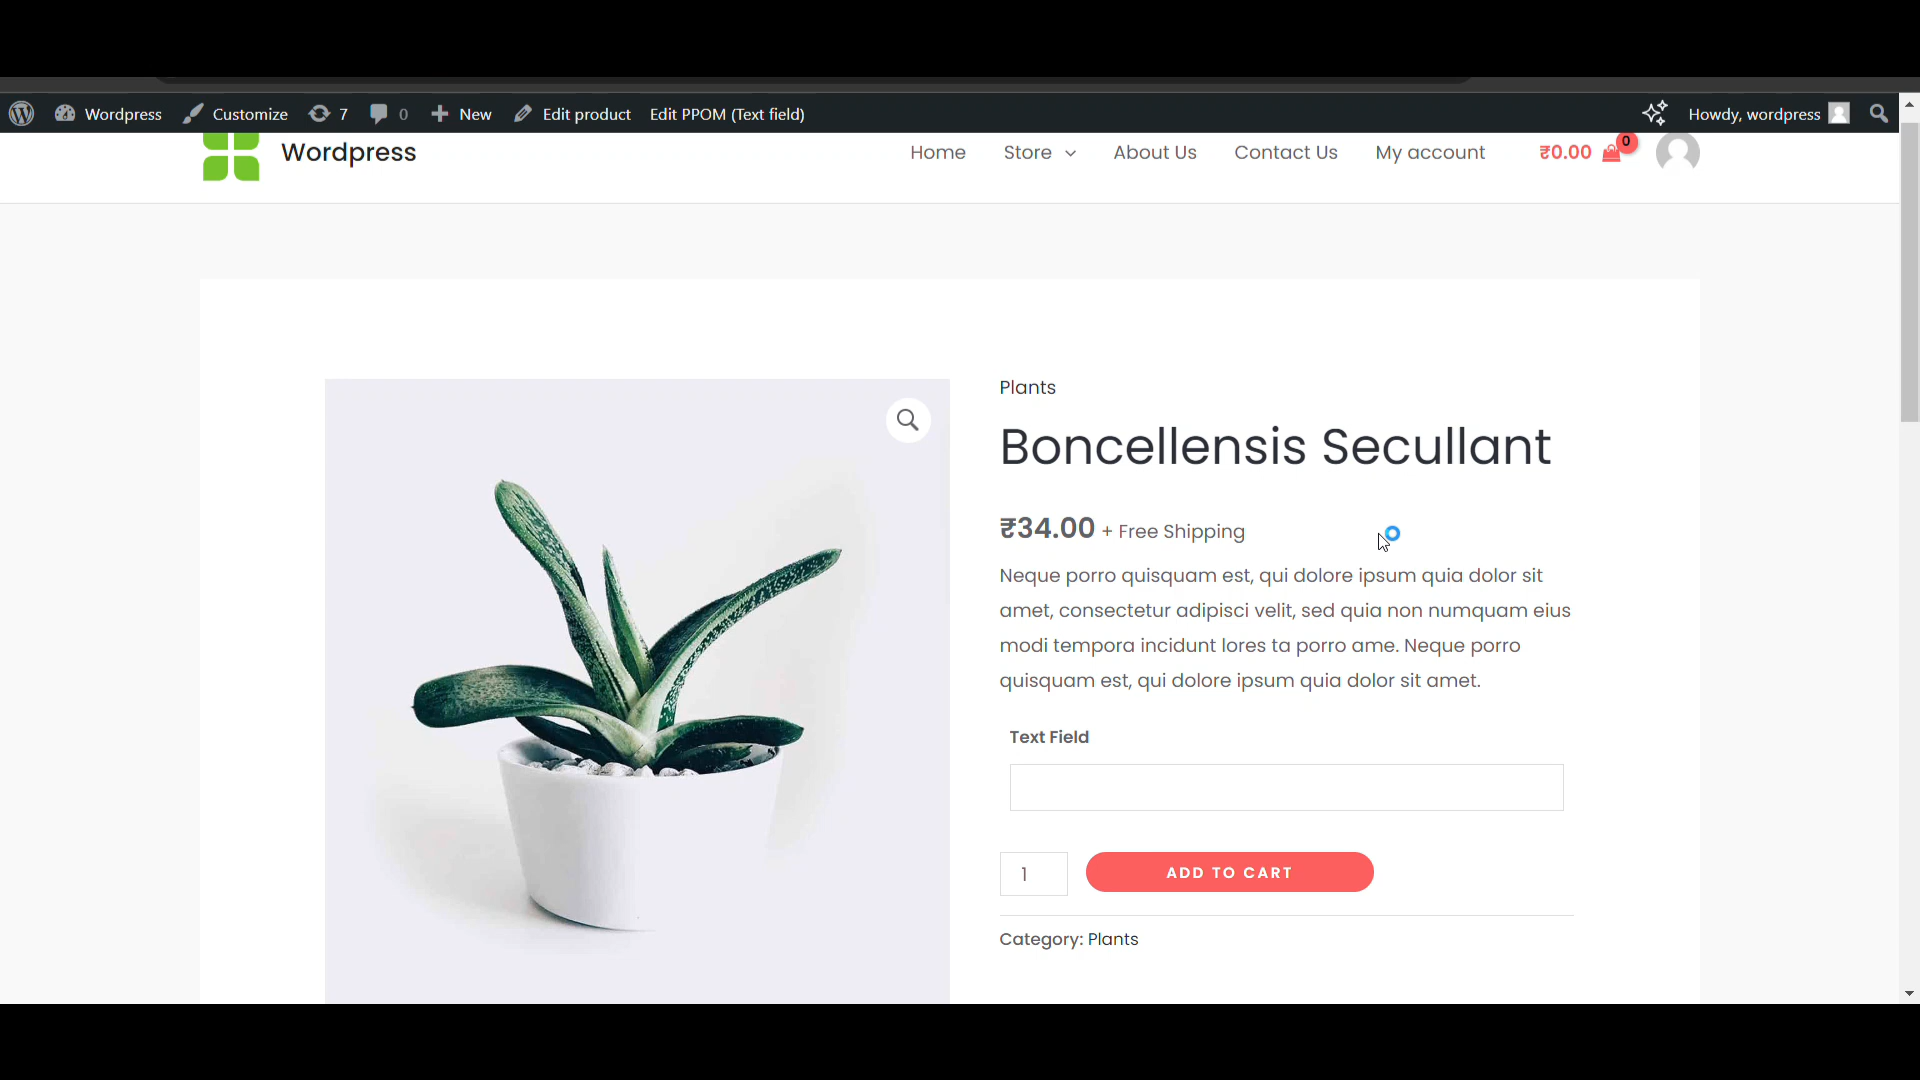 Wordpress Customize 7 0 New Edit product Edit PPOM (Text field) Howdy, wordpress
Wordpress Home Store About Us Contact Us My account ₹0.00 0
Plants
Boncellensis Secullant
₹34.00 + Free Shipping
Neque porro quisquam est, qui dolore ipsum quia dolor sit
amet, consectetur adipisci velit, sed quia non numquam eius
modi tempora incidunt lores ta porro ame. Neque porro
quisquam est, qui dolore ipsum quia dolor sit amet.
Text Field
1 ADD TO CART
Category: Plants